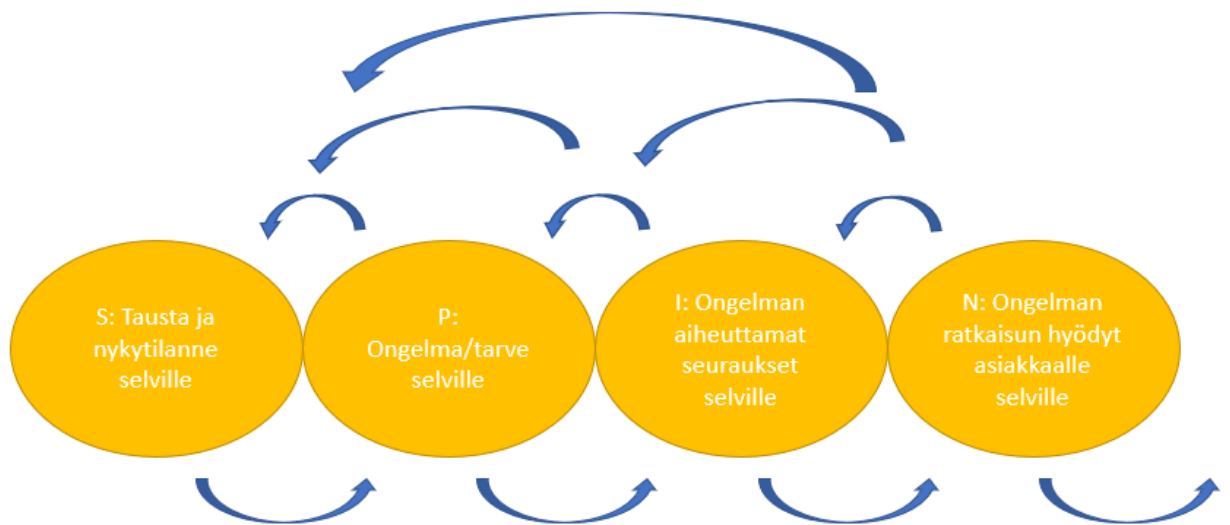 S: Tausta ja
nykytilanne
selville
P:
Ongelma/tarve
selville
I: Ongelman
aiheuttamat
seuraukset
selville
N: Ongelman
ratkaisun hyödyt
asiakkaalle
selville